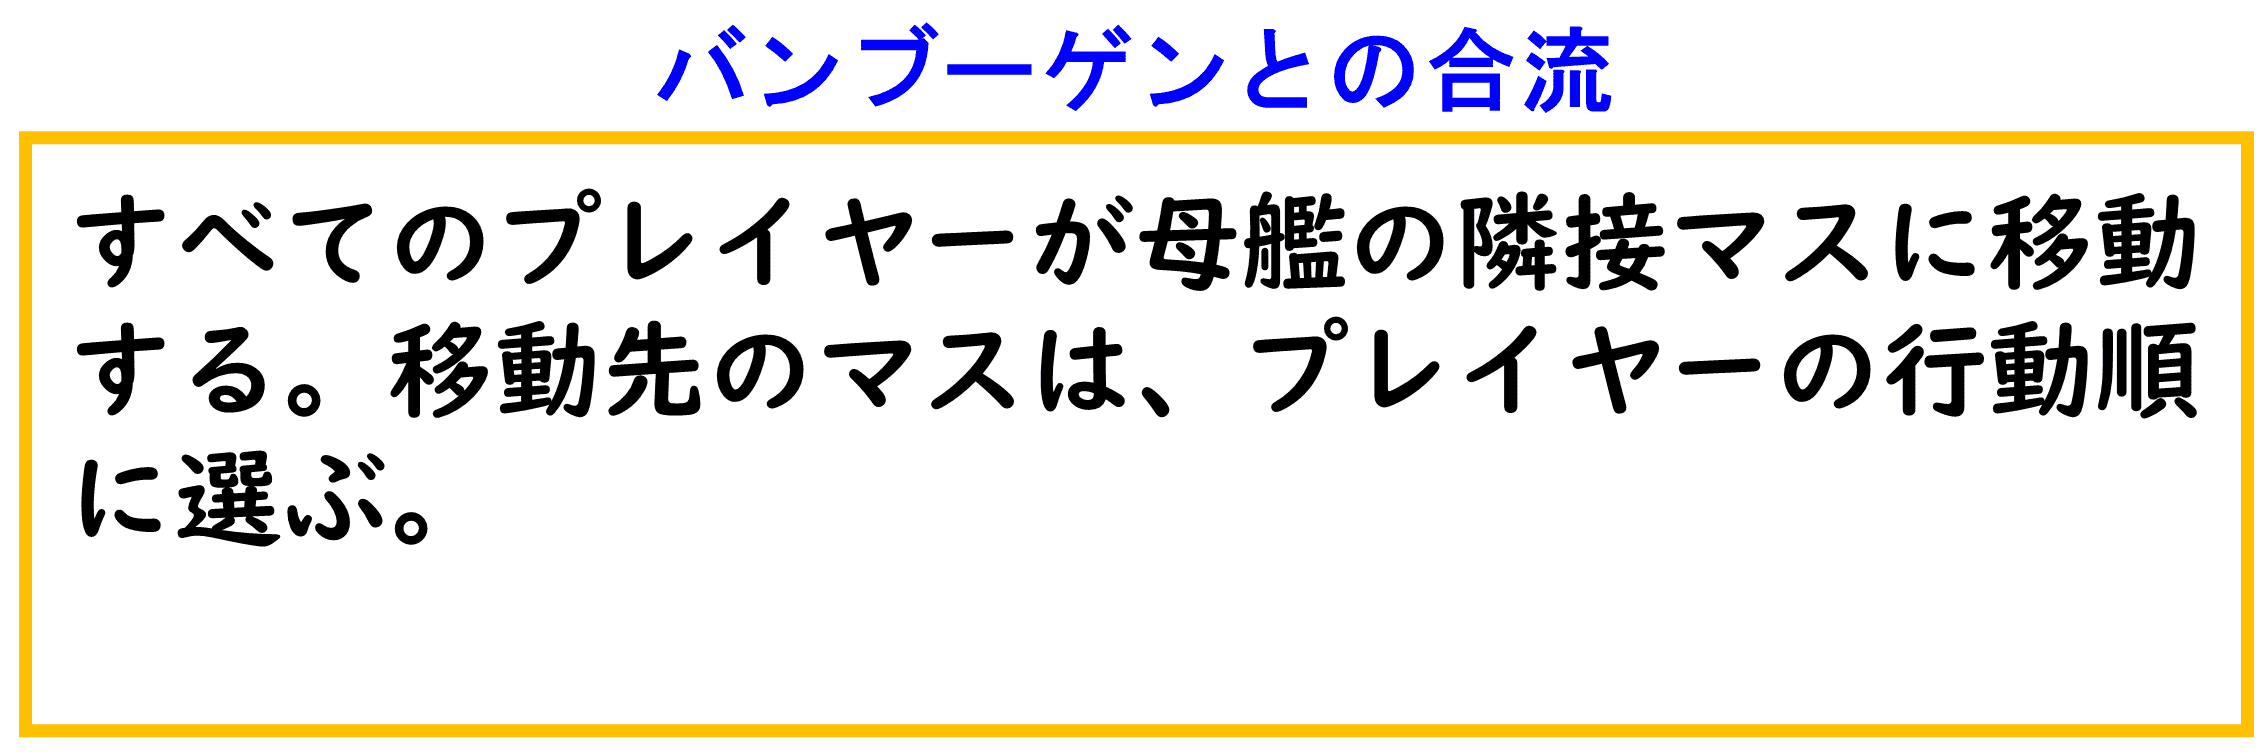 バンブーゲンとの合流
すべてのプレイヤーが母艦の隣接マスに移動
する。移動先のマスは、プレイヤーの行動順
に選ぶ。